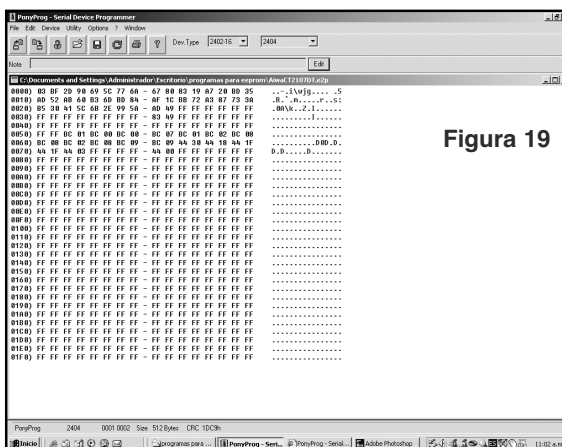 PonyProg - Serial Device Programmer
File Edit Device Utility Options ? Window
Dev.Type 2402-16 2404
Note Edit
C:\Documents and Settings\Administrador\Escritorio\programas para eeprom\AiwaCT2107D1.e2p
0000) 03 BF 2D 90 69 5C 77 6A - 67 80 83 19 A7 20 BD 35 ..-.i\wjg.... .5
0010) AD 52 AB 60 B3 6D BD 84 - AF 1C BB 72 A3 87 73 3A .R.`.m.....r..s:
0020) 85 30 41 5C 6B 2E 99 5A - AD 49 FF FF FF FF FF FF .0A\k..Z.I......
0030) FF FF FF FF FF FF FF FF - 83 49 FF FF FF FF FF FF .........I......
0040) FF FF FF FF FF FF FF FF - FF FF FF FF FF FF FF FF ................
0050) FF FF BC 01 BC 00 BC 00 - BC 07 BC 01 BC 02 BC 08 ................
0060) BC 08 BC 02 BC 08 BC 09 - BC 09 44 30 44 18 44 1F ..........D0D.D.
0070) 44 1F 44 03 FF FF FF FF - 44 00 FF FF FF FF FF FF D.D.....D.......
0080) FF FF FF FF FF FF FF FF - FF FF FF FF FF FF FF FF ................
0090) FF FF FF FF FF FF FF FF - FF FF FF FF FF FF FF FF ................
00A0) FF FF FF FF FF FF FF FF - FF FF FF FF FF FF FF FF ................
00B0) FF FF FF FF FF FF FF FF - FF FF FF FF FF FF FF FF ................
00C0) FF FF FF FF FF FF FF FF - FF FF FF FF FF FF FF FF ................
00D0) FF FF FF FF FF FF FF FF - FF FF FF FF FF FF FF FF ................
00E0) FF FF FF FF FF FF FF FF - FF FF FF FF FF FF FF FF ................
00F0) FF FF FF FF FF FF FF FF - FF FF FF FF FF FF FF FF ................
0100) FF FF FF FF FF FF FF FF - FF FF FF FF FF FF FF FF ................
0110) FF FF FF FF FF FF FF FF - FF FF FF FF FF FF FF FF ................
0120) FF FF FF FF FF FF FF FF - FF FF FF FF FF FF FF FF ................
0130) FF FF FF FF FF FF FF FF - FF FF FF FF FF FF FF FF ................
0140) FF FF FF FF FF FF FF FF - FF FF FF FF FF FF FF FF ................
0150) FF FF FF FF FF FF FF FF - FF FF FF FF FF FF FF FF ................
0160) FF FF FF FF FF FF FF FF - FF FF FF FF FF FF FF FF ................
0170) FF FF FF FF FF FF FF FF - FF FF FF FF FF FF FF FF ................
0180) FF FF FF FF FF FF FF FF - FF FF FF FF FF FF FF FF ................
0190) FF FF FF FF FF FF FF FF - FF FF FF FF FF FF FF FF ................
01A0) FF FF FF FF FF FF FF FF - FF FF FF FF FF FF FF FF ................
01B0) FF FF FF FF FF FF FF FF - FF FF FF FF FF FF FF FF ................
01C0) FF FF FF FF FF FF FF FF - FF FF FF FF FF FF FF FF ................
01D0) FF FF FF FF FF FF FF FF - FF FF FF FF FF FF FF FF ................
01E0) FF FF FF FF FF FF FF FF - FF FF FF FF FF FF FF FF ................
01F0) FF FF FF FF FF FF FF FF - FF FF FF FF FF FF FF FF ................
Figura 19
PonyProg 2404 0001 0002 Size 512 Bytes CRC 1DC9h
Inicio programas para ... PonyProg - Seri... PonyProg - Serial... Adobe Photoshop 11:02 a.m.